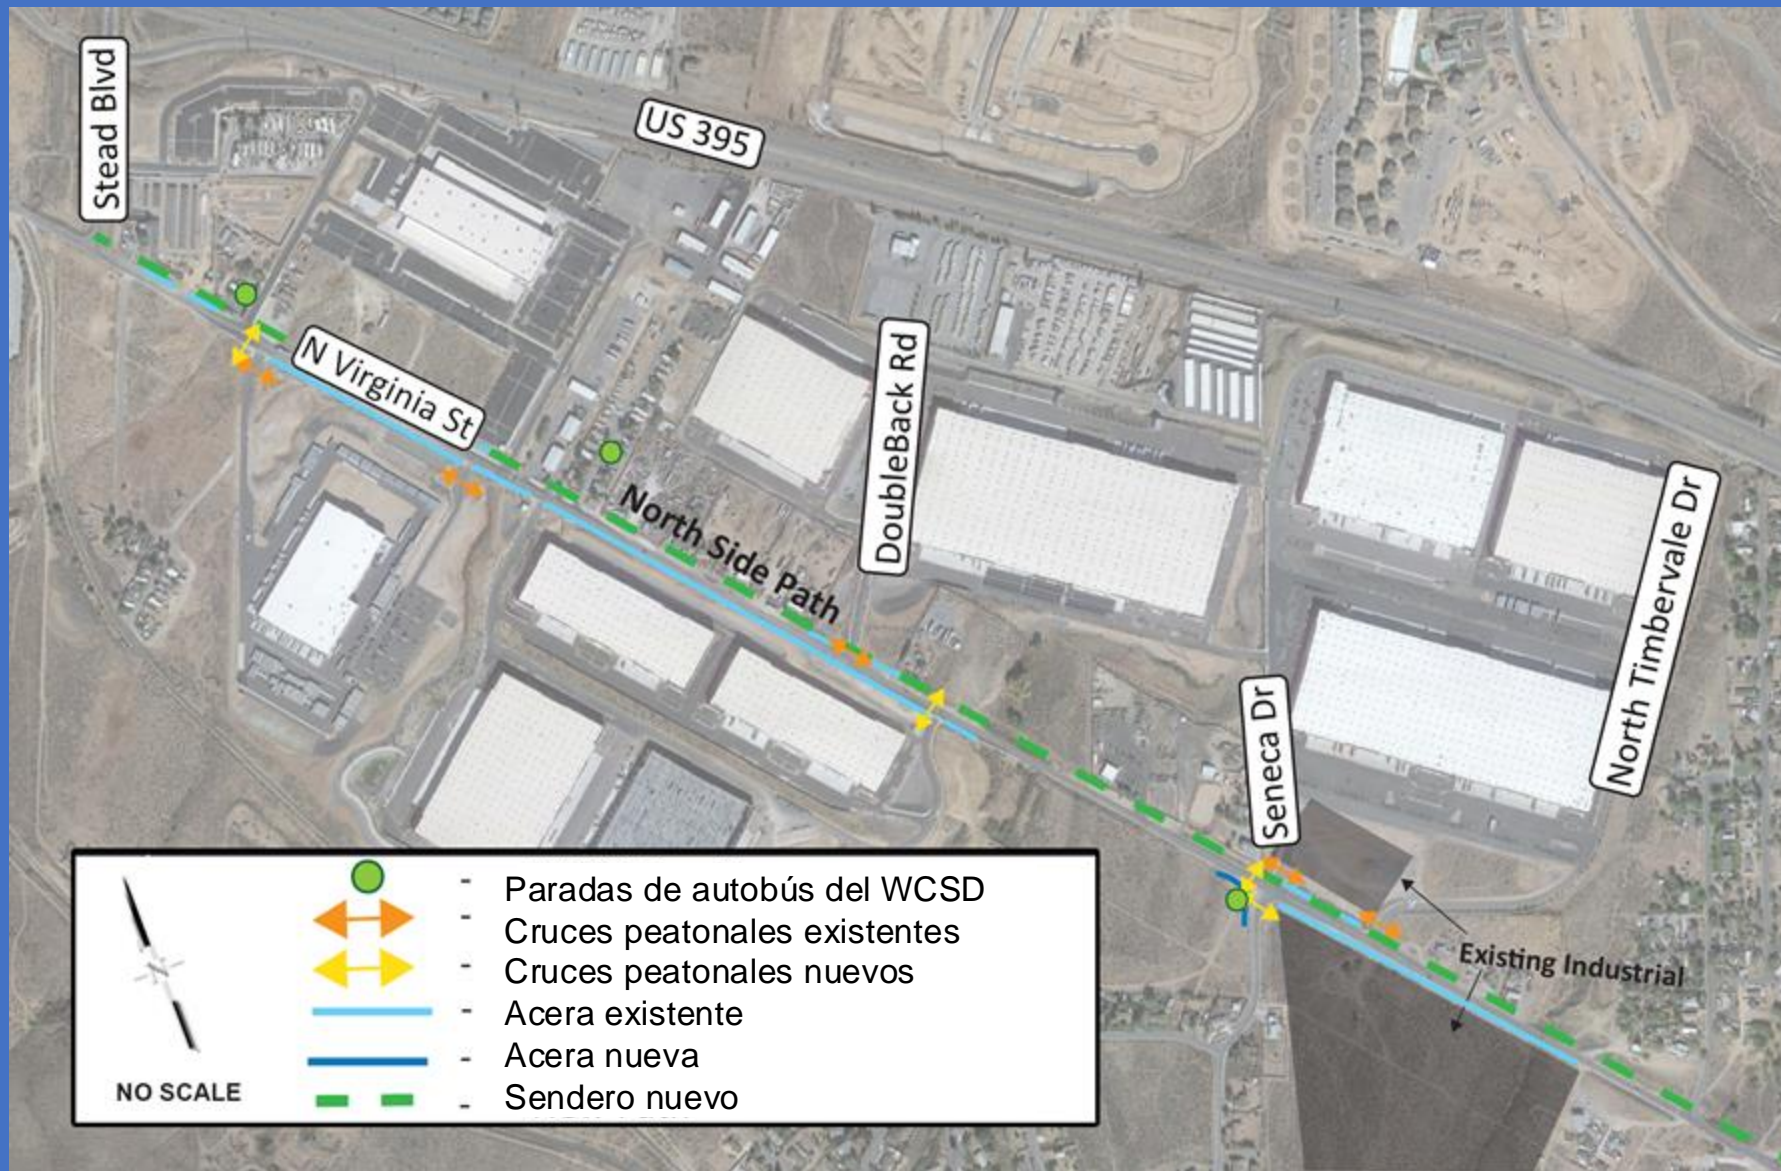 Stead Blvd
US 395
N Virginia St
DoubleBack Rd
North Side Path
North Timbervale Dr
Seneca Dr
Existing Industrial
- Paradas de autobús del WCSD
- Cruces peatonales existentes
- Cruces peatonales nuevos
- Acera existente
- Acera nueva
- Sendero nuevo
NO SCALE